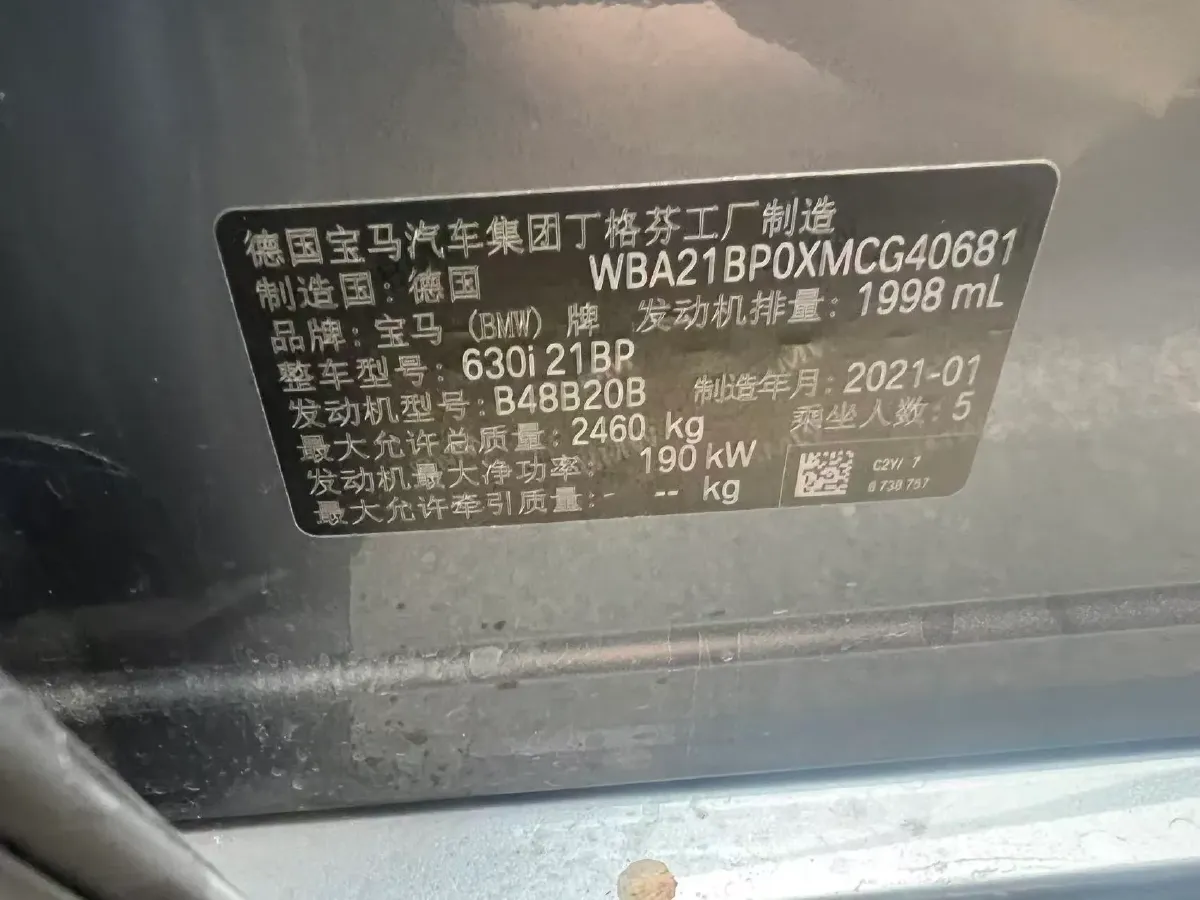 德国宝马汽车集团丁格芬工厂制造
制造国: 德国 WBA21BP0XMCG40681
品牌: 宝马 (BMW) 牌 发动机排量: 1998 mL
整车型号: 630i 21BP
发动机型号: B48B20B 制造年月: 2021-01
最大允许总质量: 2460 kg 乘坐人数: 5
发动机最大净功率: 190 kW
最大允许牵引质量: - -- kg
C2Y/ 7
6 738 757